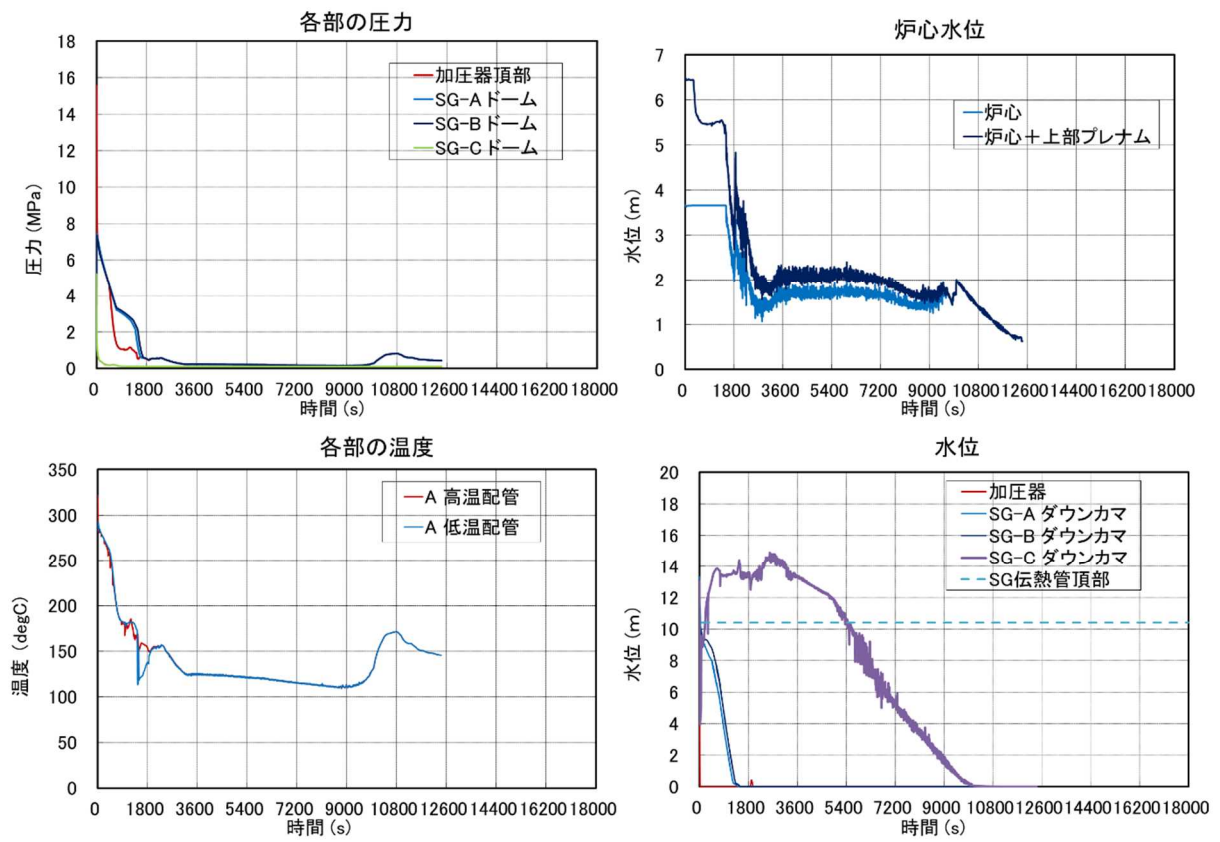 各部の圧力
18
16
14
12
10
8
6
4
2
0
圧力 (MPa)
加圧器頂部
SG-A ドーム
SG-B ドーム
SG-C ドーム
0 1800 3600 5400 7200 9000 10800 12600 14400 16200 18000
時間 (s)
炉心水位
7
6
5
4
3
2
1
0
水位 (m)
炉心
炉心+上部プレナム
0 1800 3600 5400 7200 9000 10800 12600 14400 16200 18000
時間 (s)
各部の温度
350
300
250
200
150
100
50
0
温度 (degC)
A 高温配管
A 低温配管
0 1800 3600 5400 7200 9000 10800 12600 14400 16200 18000
時間 (s)
水位
20
18
16
14
12
10
8
6
4
2
0
水位 (m)
加圧器
SG-A ダウンカマ
SG-B ダウンカマ
SG-C ダウンカマ
SG伝熱管頂部
0 1800 3600 5400 7200 9000 10800 12600 14400 16200 18000
時間 (s)